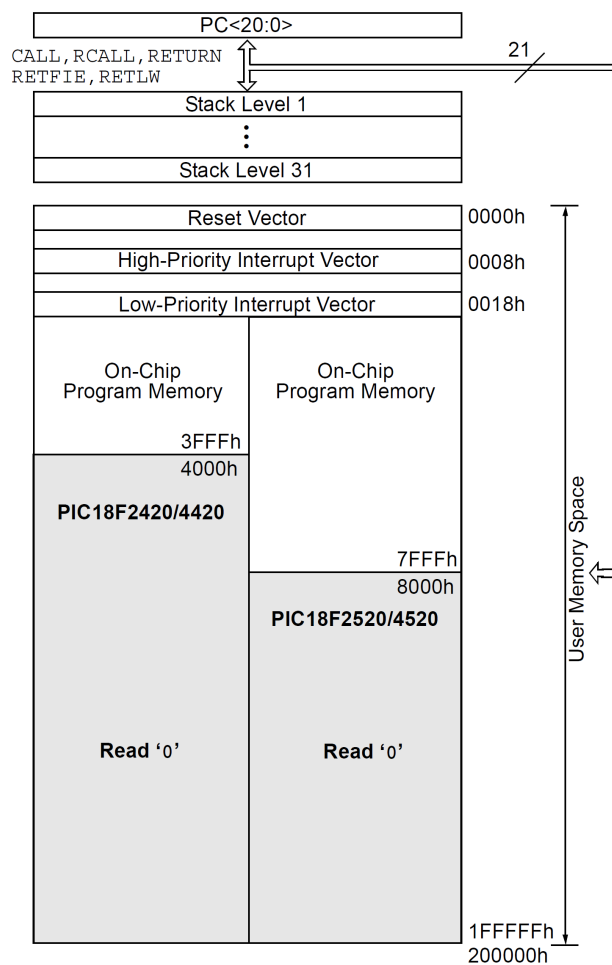 PC<20:0>
CALL,RCALL,RETURN
RETFIE,RETLW
21
Stack Level 1
Stack Level 31
Reset Vector
0000h
High-Priority Interrupt Vector
0008h
Low-Priority Interrupt Vector
0018h
On-Chip
Program Memory
On-Chip
Program Memory
3FFFh
4000h
PIC18F2420/4420
7FFFh
8000h
PIC18F2520/4520
User Memory Space
Read ‘0’
Read ‘0’
1FFFFFh
200000h